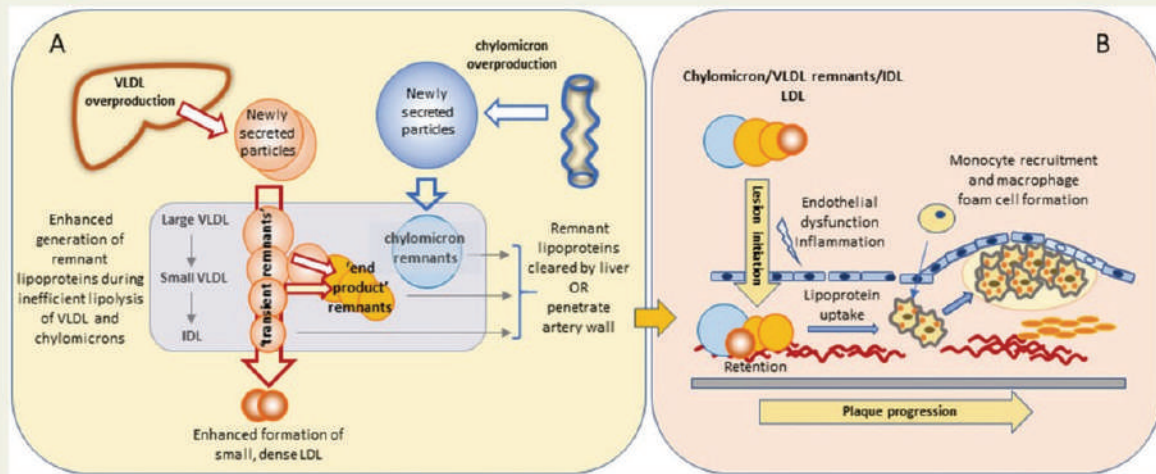 A
VLDL
overproduction
Newly
secreted
particles
chylomicron
overproduction
Newly
secreted
particles
Enhanced
generation of
remnant
lipoproteins during
inefficient lipolysis
of VLDL and
chylomicrons
Large VLDL
Small VLDL
IDL
'transient remnants'
'end
product'
remnants
chylomicron
remnants
Remnant
lipoproteins
cleared by liver
OR
penetrate
artery wall
Enhanced formation of
small, dense LDL
B
Chylomicron/VLDL remnants/IDL
LDL
Lesion
initiation
Endothelial
dysfunction
Inflammation
Monocyte recruitment
and macrophage
foam cell formation
Lipoprotein
uptake
Retention
Plaque progression